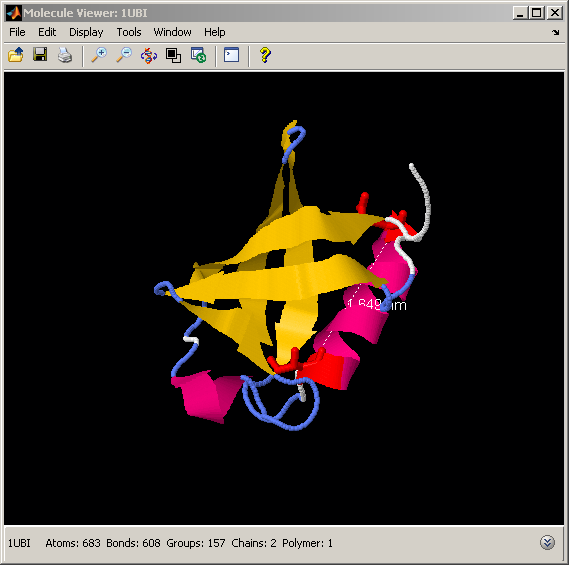 Molecule Viewer: 1UBI
File Edit Display Tools Window Help
1.649 nm
1UBI Atoms: 683 Bonds: 608 Groups: 157 Chains: 2 Polymer: 1